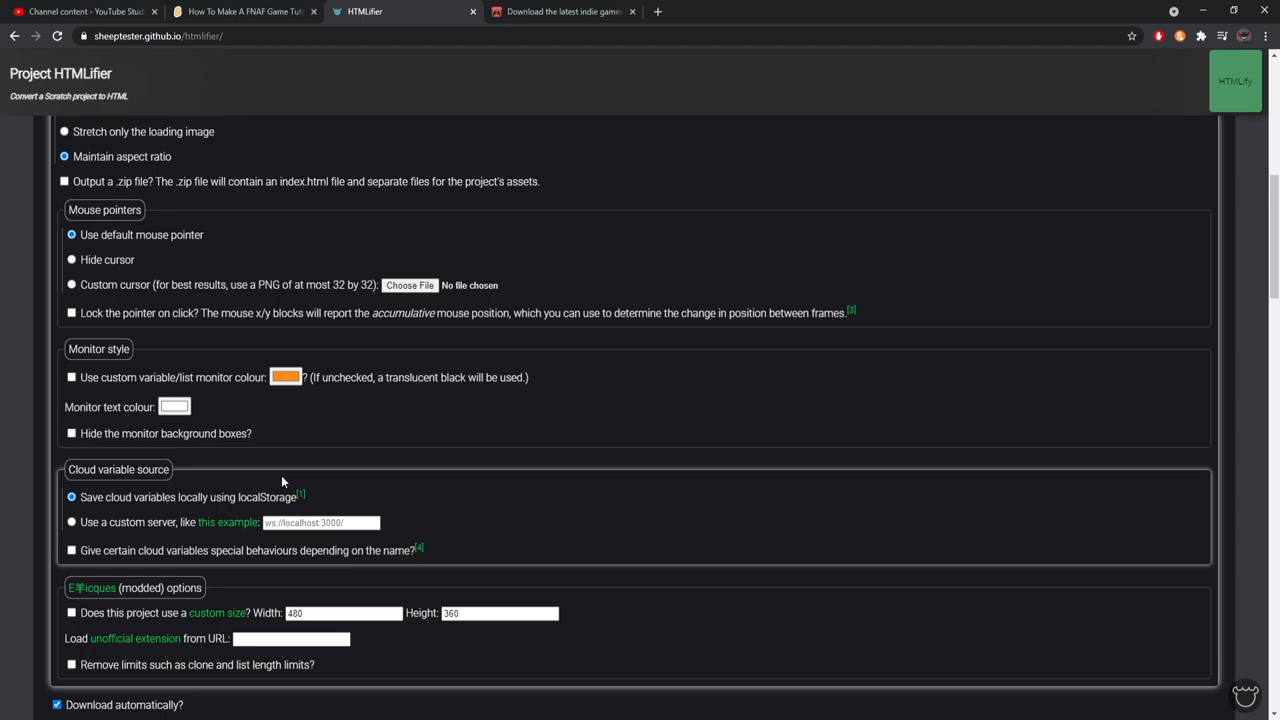 Channel content - YouTube Studi
How To Make A FNAF Game Tuto
HTMLifier
Download the latest indie games
sheeptester.github.io/htmlifier/
Project HTMLifier
Convert a Scratch project to HTML
HTMLify
Stretch only the loading image
Maintain aspect ratio
Output a .zip file? The .zip file will contain an index.html file and separate files for the project's assets.
Mouse pointers
Use default mouse pointer
Hide cursor
Custom cursor (for best results, use a PNG of at most 32 by 32): Choose File No file chosen
Lock the pointer on click? The mouse x/y blocks will report the accumulative mouse position, which you can use to determine the change in position between frames.[3]
Monitor style
Use custom variable/list monitor colour: ? (If unchecked, a translucent black will be used.)
Monitor text colour:
Hide the monitor background boxes?
Cloud variable source
Save cloud variables locally using localStorage[1]
Use a custom server, like this example: ws://localhost:3000/
Give certain cloud variables special behaviours depending on the name?[4]
E羊icques (modded) options
Does this project use a custom size? Width: 480 Height: 360
Load unofficial extension from URL:
Remove limits such as clone and list length limits?
Download automatically?